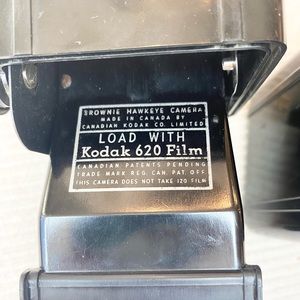 BROWNIE HAWKEYE CAMERA
MADE IN CANADA BY
CANADIAN KODAK CO. LIMITED
LOAD WITH
Kodak 620 Film
CANADIAN PATENTS PENDING
TRADE MARK REG. CAN. PAT. OFF.
THIS CAMERA DOES NOT TAKE 120 FILM